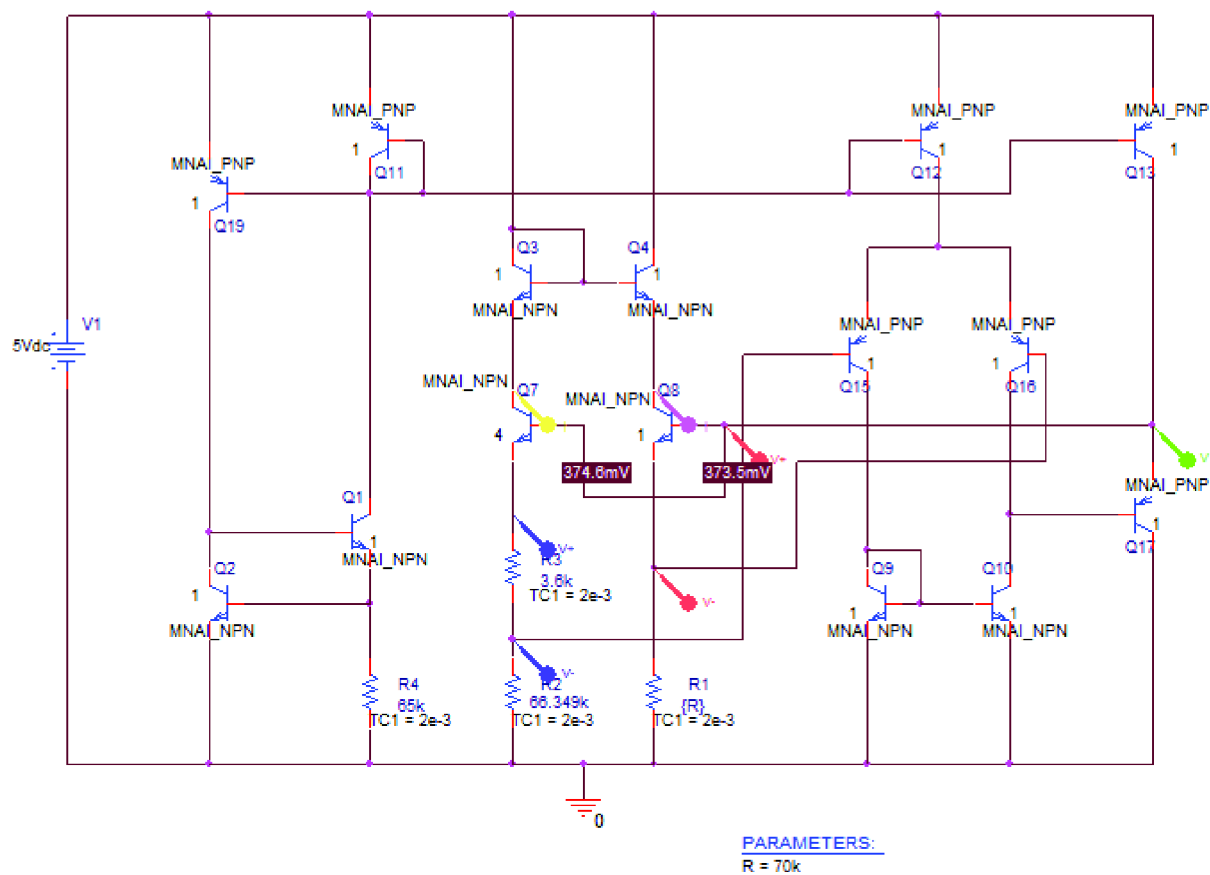 MNAI_PNP
1
Q11
MNAI_PNP
1
Q12
MNAI_PNP
1
Q13
MNAI_PNP
1
Q19
Q3
1
MNAI_NPN
Q4
1
MNAI_NPN
V1
5Vdc
MNAI_PNP
1
Q15
MNAI_PNP
1
Q16
MNAI_NPN
Q7
4
MNAI_NPN
Q8
1
374.6mV
373.5mV
V+
V
MNAI_PNP
1
Q17
Q1
1
MNAI_NPN
Q2
1
MNAI_NPN
V+
R3
3.6k
TC1 = 2e-3
V-
Q9
1
MNAI_NPN
Q10
1
MNAI_NPN
R4
65k
TC1 = 2e-3
V-
R2
66.349k
TC1 = 2e-3
R1
{R}
TC1 = 2e-3
0
PARAMETERS:
R = 70k